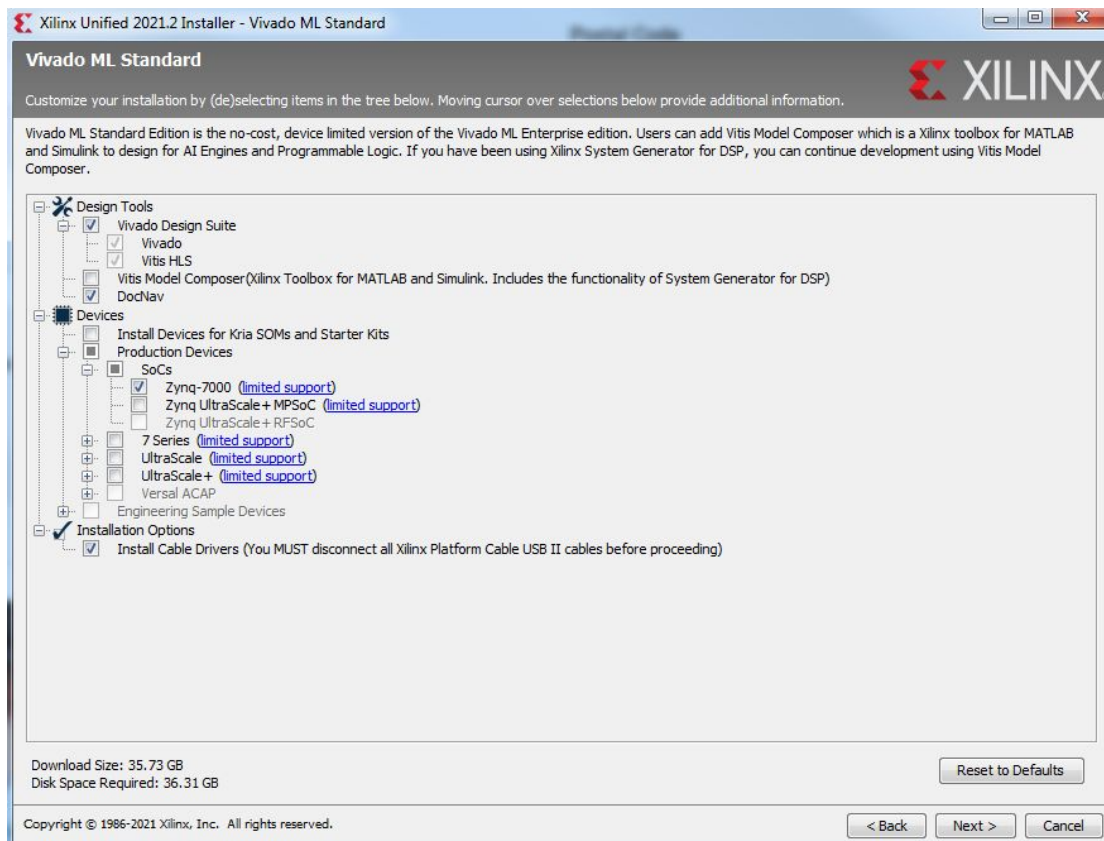 Xilinx Unified 2021.2 Installer - Vivado ML Standard
Postal Code
Vivado ML Standard
XILINX
Customize your installation by (de)selecting items in the tree below. Moving cursor over selections below provide additional information.
Vivado ML Standard Edition is the no-cost, device limited version of the Vivado ML Enterprise edition. Users can add Vitis Model Composer which is a Xilinx toolbox for MATLAB
and Simulink to design for AI Engines and Programmable Logic. If you have been using Xilinx System Generator for DSP, you can continue development using Vitis Model
Composer.
Design Tools
Vivado Design Suite
Vivado
Vitis HLS
Vitis Model Composer(Xilinx Toolbox for MATLAB and Simulink. Includes the functionality of System Generator for DSP)
DocNav
Devices
Install Devices for Kria SOMs and Starter Kits
Production Devices
SoCs
Zynq-7000 (limited support)
Zynq UltraScale+ MPSoC (limited support)
Zynq UltraScale+ RFSoC
7 Series (limited support)
UltraScale (limited support)
UltraScale+ (limited support)
Versal ACAP
Engineering Sample Devices
Installation Options
Install Cable Drivers (You MUST disconnect all Xilinx Platform Cable USB II cables before proceeding)
Download Size: 35.73 GB
Disk Space Required: 36.31 GB
Reset to Defaults
Copyright © 1986-2021 Xilinx, Inc. All rights reserved.
< Back
Next >
Cancel